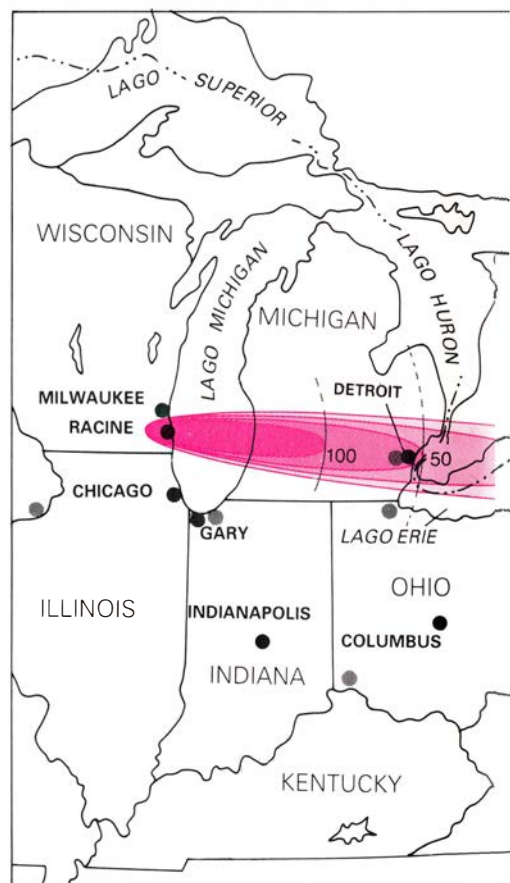 LAGO SUPERIOR
WISCONSIN
LAGO MICHIGAN
LAGO HURON
MICHIGAN
DETROIT
MILWAUKEE
RACINE
100
50
CHICAGO
GARY
LAGO ERIE
ILLINOIS
INDIANAPOLIS
OHIO
COLUMBUS
INDIANA
KENTUCKY